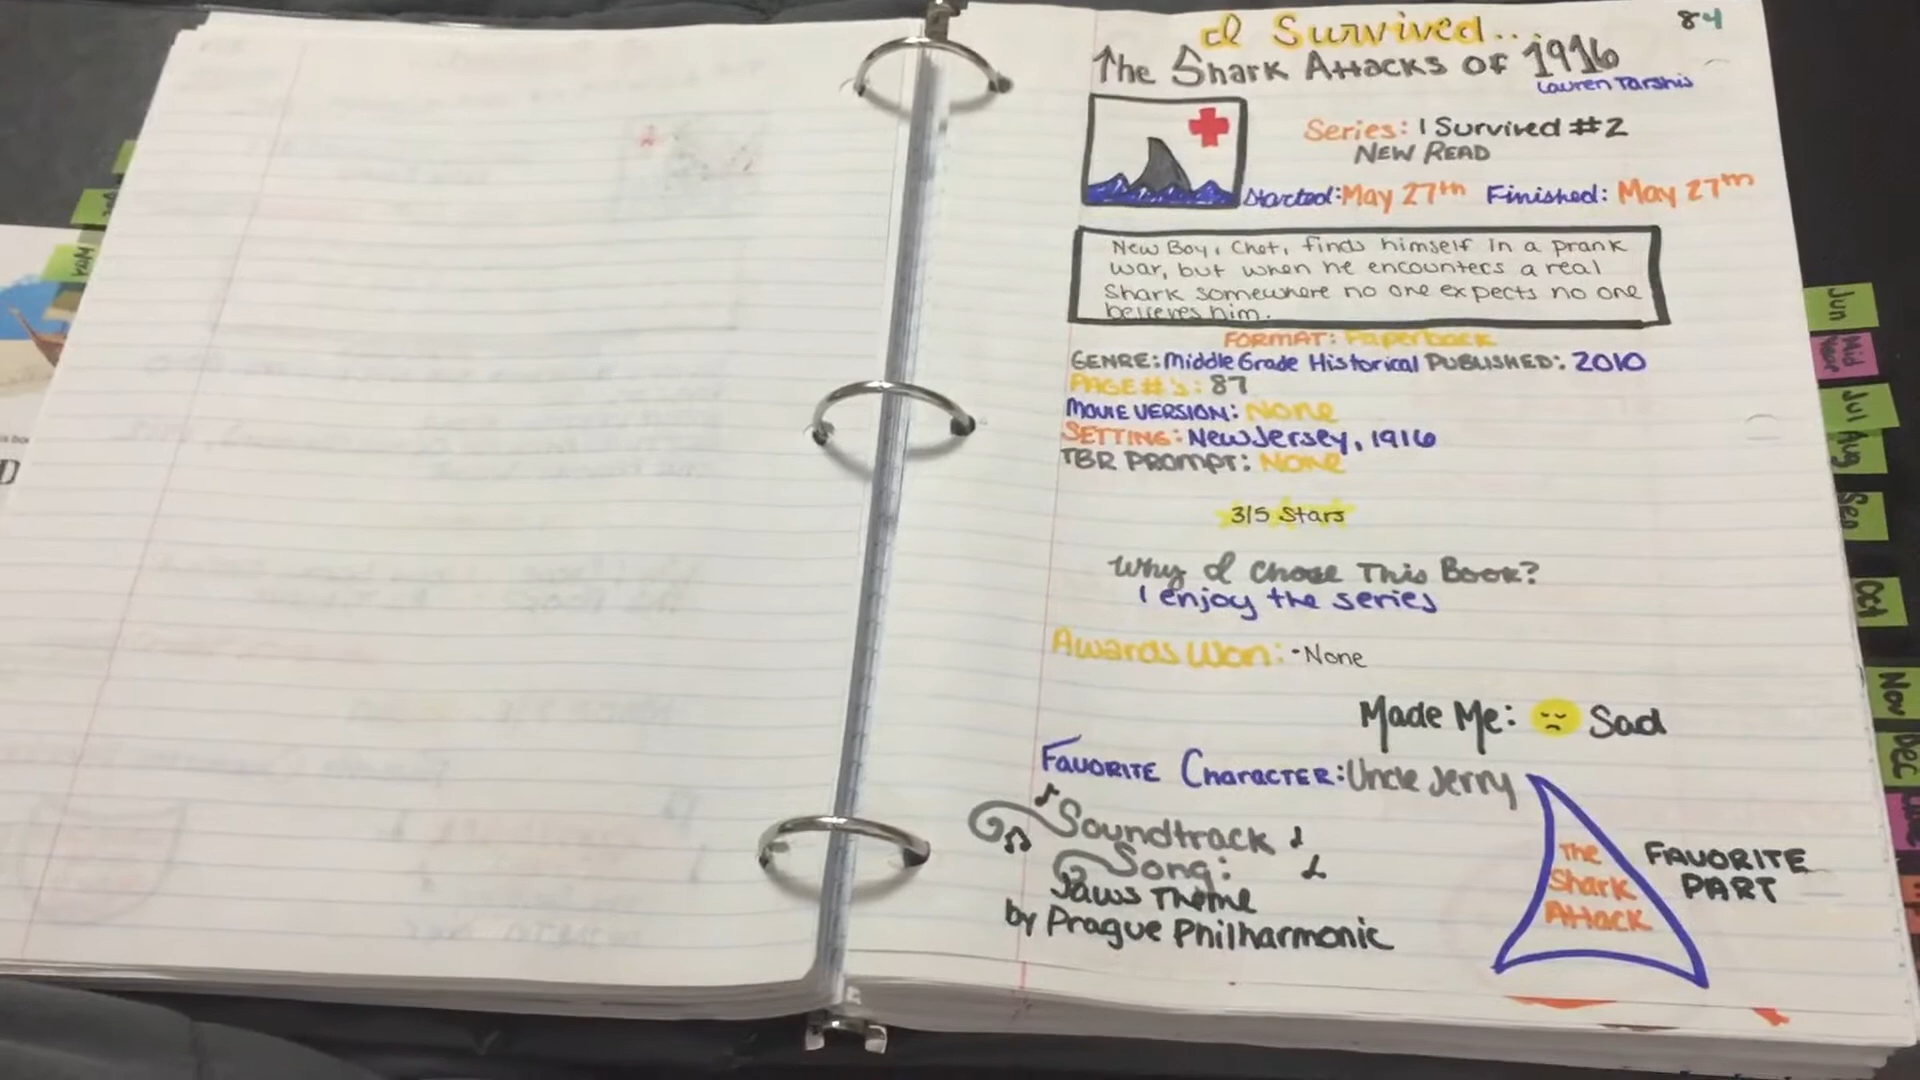 84
I Survived...
The Shark Attacks of 1916
Lauren Tarshis
Series: I Survived #2
NEW READ
Started: May 27th Finished: May 27th
New Boy, Chet, finds himself in a prank
war, but when he encounters a real
Shark somewhere no one expects no one
believes him.
FORMAT: Paperback
GENRE: Middle Grade Historical PUBLISHED: 2010
PAGE #'s: 87
MOVIE VERSION: None
SETTING: New Jersey, 1916
TBR PROMPT: None
3/5 Stars
Why I Chose This Book?
I enjoy the series
Awards Won: •None
Made Me: Sad
FAVORITE CHARACTER: Uncle Jerry
Soundtrack
Song:
Jaws Theme
by Prague Philharmonic
The
Shark
Attack
FAVORITE
PART
Jun
Mid
Year
Jul
Aug
Sep
Oct
Nov
Dec
May
D